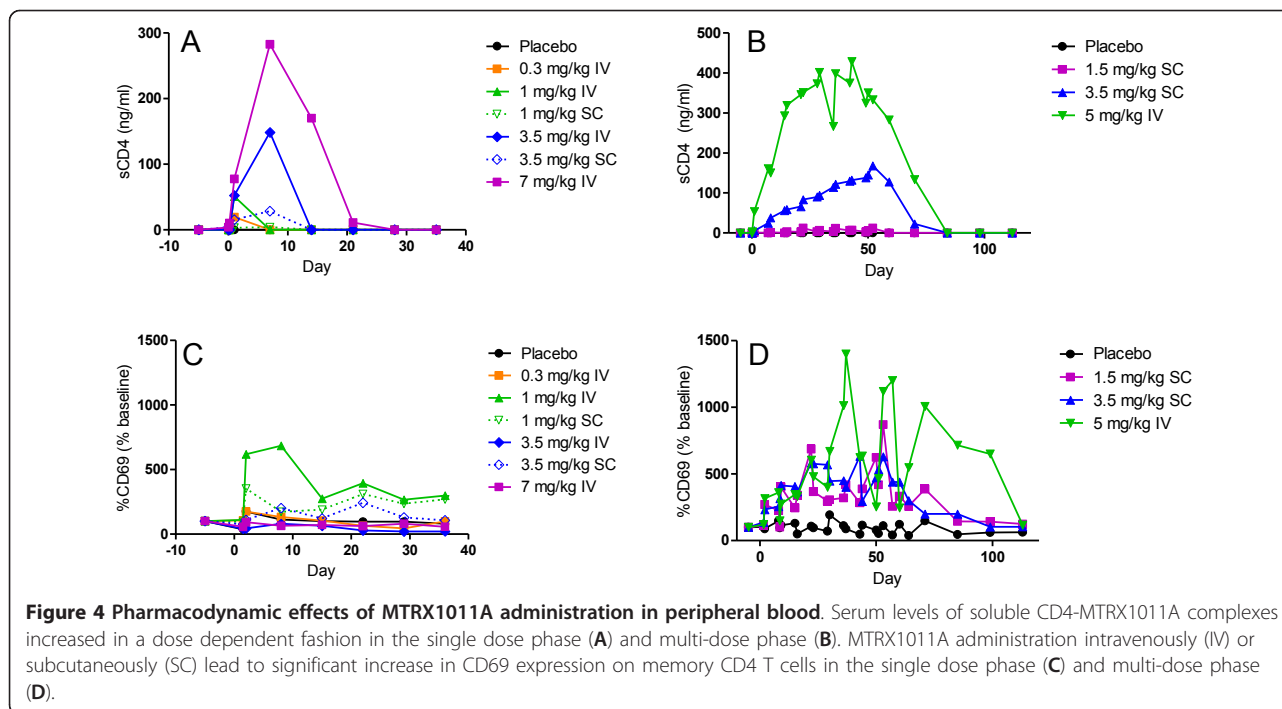 A
sCD4 (ng/ml)
300
200
100
0
-10 0 10 20 30 40
Day
Placebo
0.3 mg/kg IV
1 mg/kg IV
1 mg/kg SC
3.5 mg/kg IV
3.5 mg/kg SC
7 mg/kg IV
B
sCD4 (ng/ml)
500
400
300
200
100
0
0 50 100
Day
Placebo
1.5 mg/kg SC
3.5 mg/kg SC
5 mg/kg IV
C
%CD69 (% baseline)
1500
1000
500
0
-10 0 10 20 30 40
Day
Placebo
0.3 mg/kg IV
1 mg/kg IV
1 mg/kg SC
3.5 mg/kg IV
3.5 mg/kg SC
7 mg/kg IV
D
%CD69 (% baseline)
1500
1000
500
0
0 50 100
Day
Placebo
1.5 mg/kg SC
3.5 mg/kg SC
5 mg/kg IV
Figure 4 Pharmacodynamic effects of MTRX1011A administration in peripheral blood. Serum levels of soluble CD4-MTRX1011A complexes
increased in a dose dependent fashion in the single dose phase (A) and multi-dose phase (B). MTRX1011A administration intravenously (IV) or
subcutaneously (SC) lead to significant increase in CD69 expression on memory CD4 T cells in the single dose phase (C) and multi-dose phase
(D).